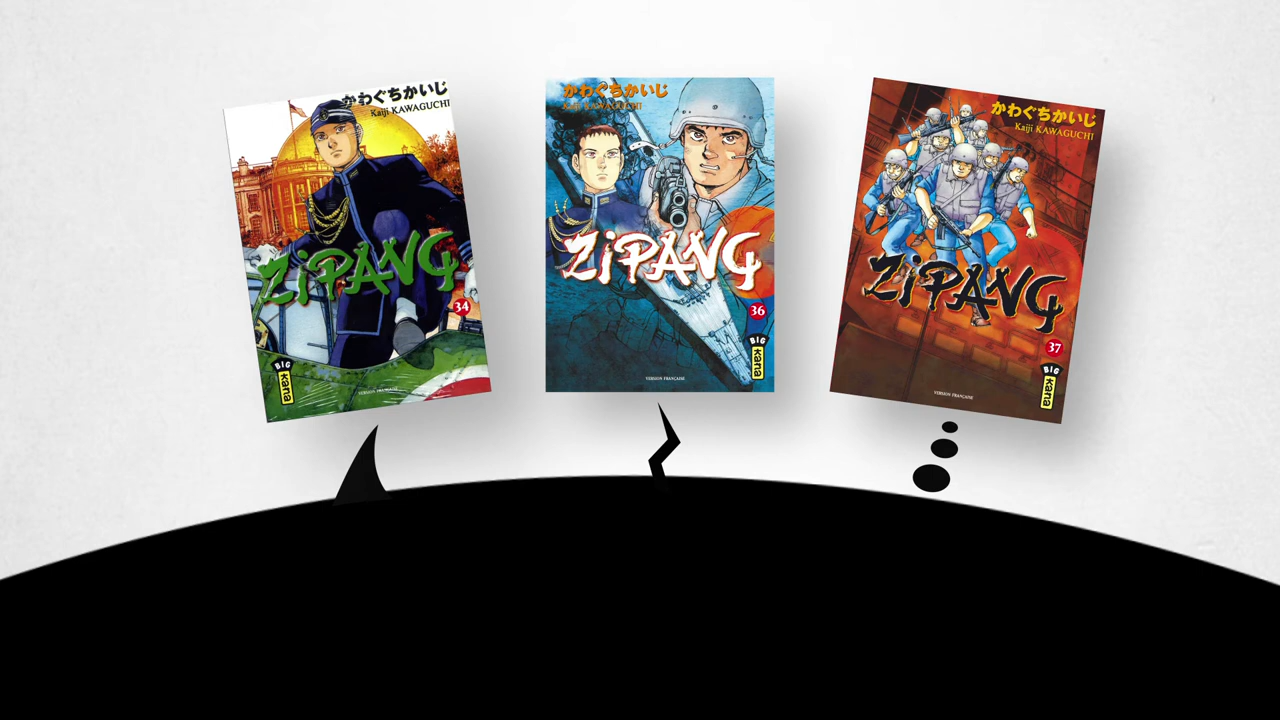 かわぐちかいじ
Kaiji KAWAGUCHI
ZIPANG
34
BIG
kana
VERSION FRANÇAISE
かわぐちかいじ
Kaiji KAWAGUCHI
ZIPANG
36
BIG
kana
VERSION FRANÇAISE
かわぐちかいじ
Kaiji KAWAGUCHI
ZIPANG
37
BIG
kana
VERSION FRANÇAISE